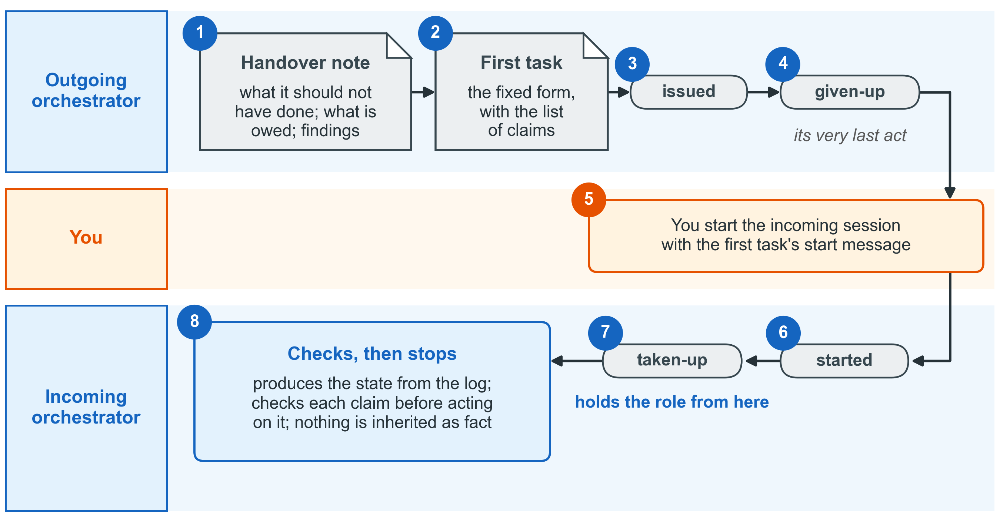 Outgoing
orchestrator
1
Handover note
what it should not
have done; what is
owed; findings
2
First task
the fixed form,
with the list
of claims
3
issued
4
given-up
its very last act
You
5
You start the incoming session
with the first task's start message
Incoming
orchestrator
6
started
7
taken-up
holds the role from here
8
Checks, then stops
produces the state from the log;
checks each claim before acting
on it; nothing is inherited as fact